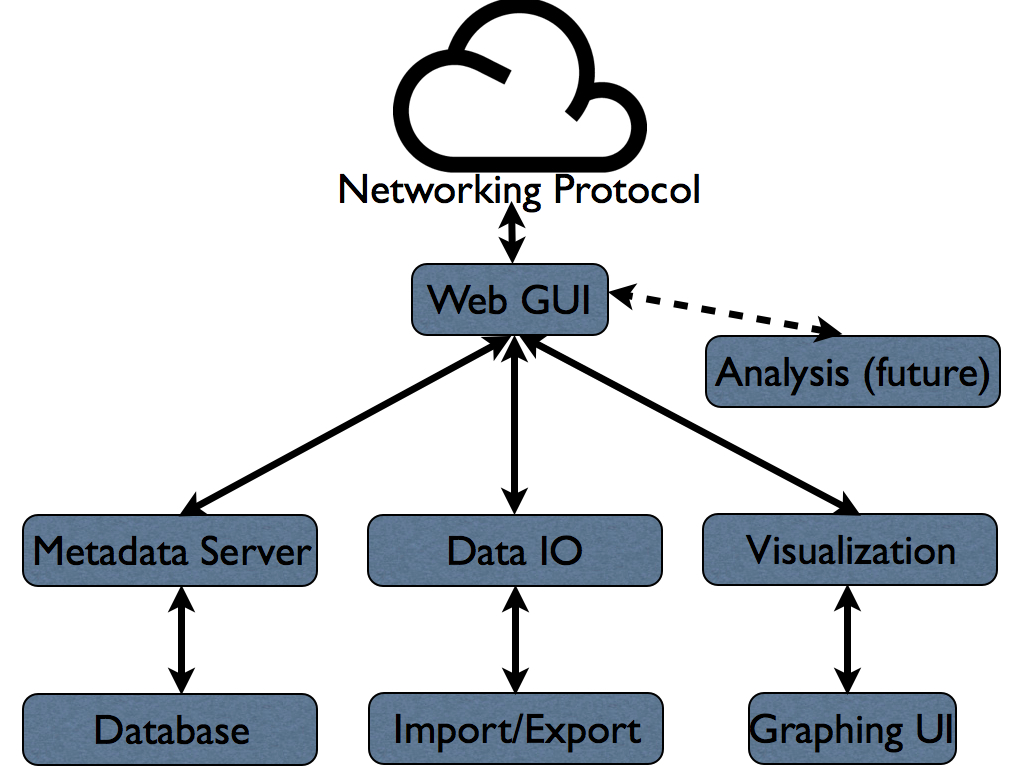 Networking Protocol
Web GUI
Analysis (future)
Metadata Server
Data IO
Visualization
Database
Import/Export
Graphing UI